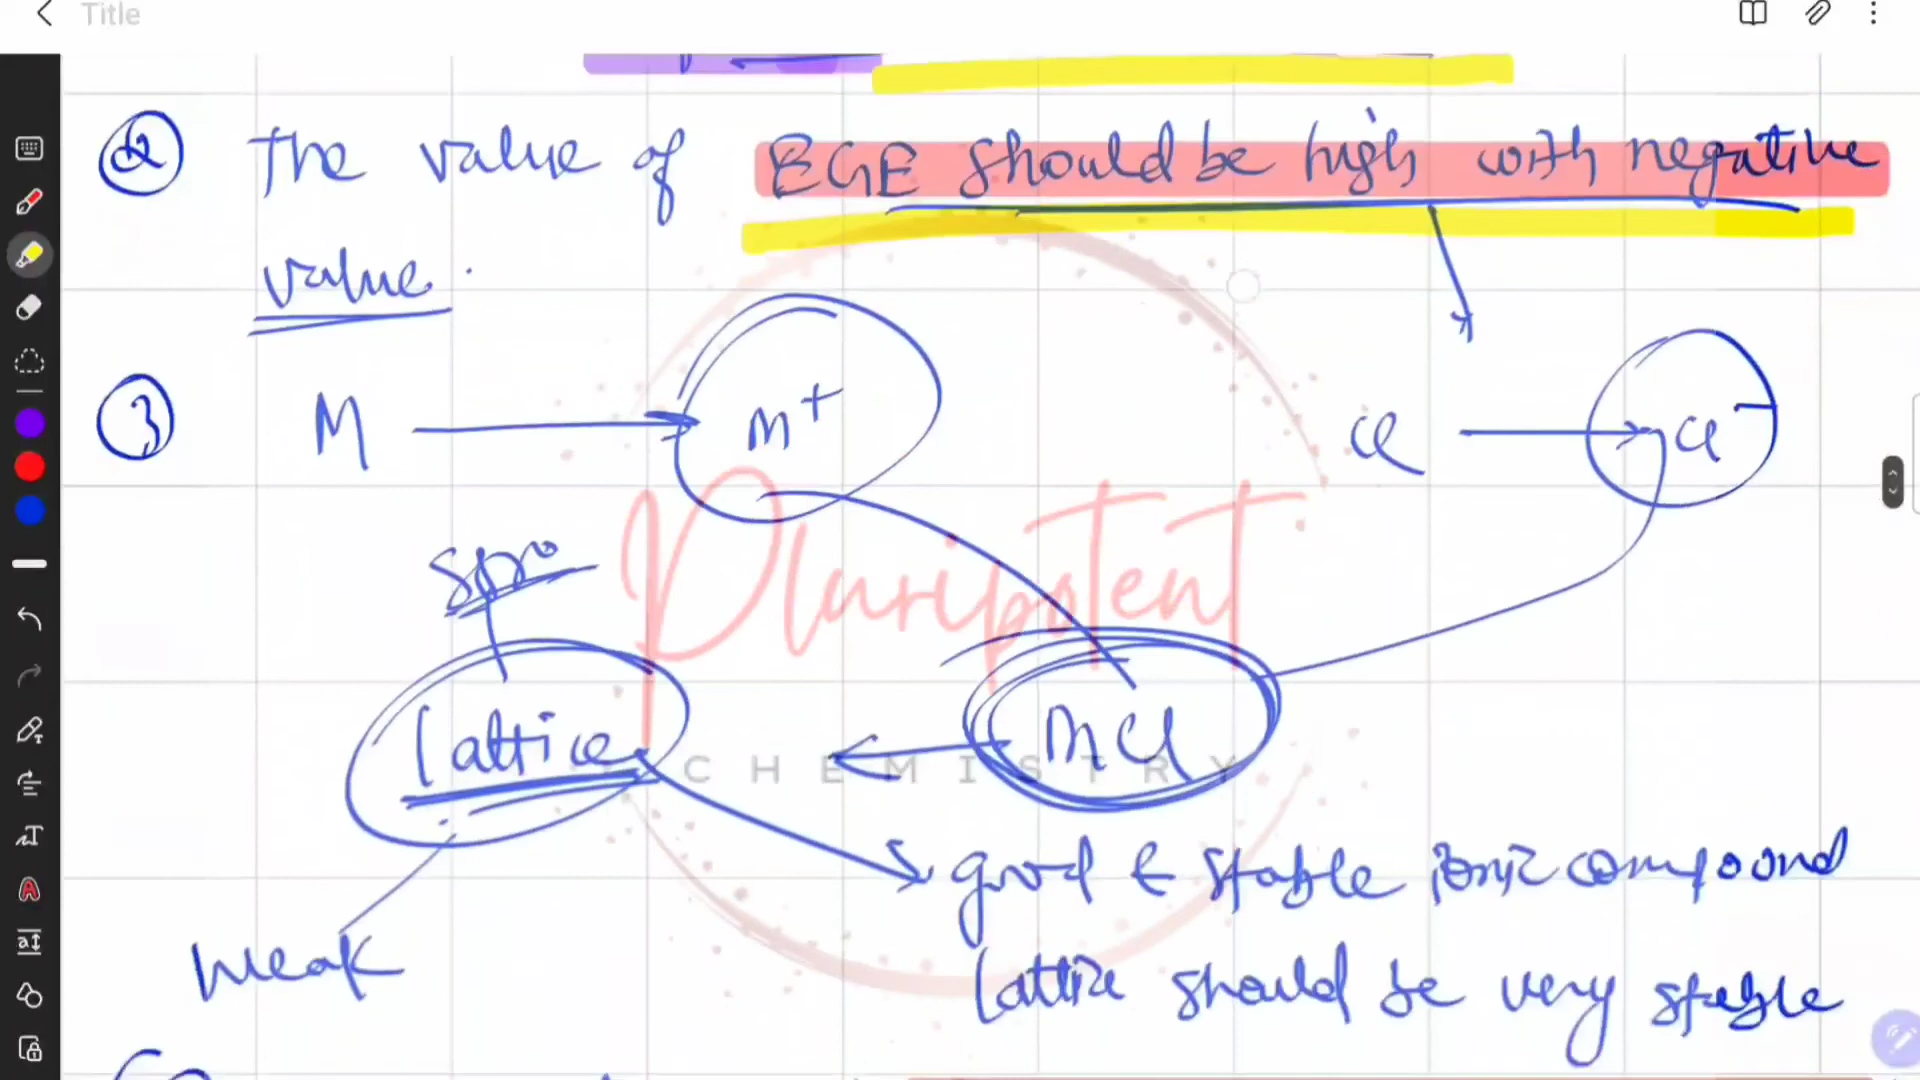 Title
② The value of EGE should be high with negative
value.
③ M → M+ Cl → Cl-
Pluripotent
CHEMISTRY
lattice ← MCl
good & stable ionic compound
weak
lattice should be very stable